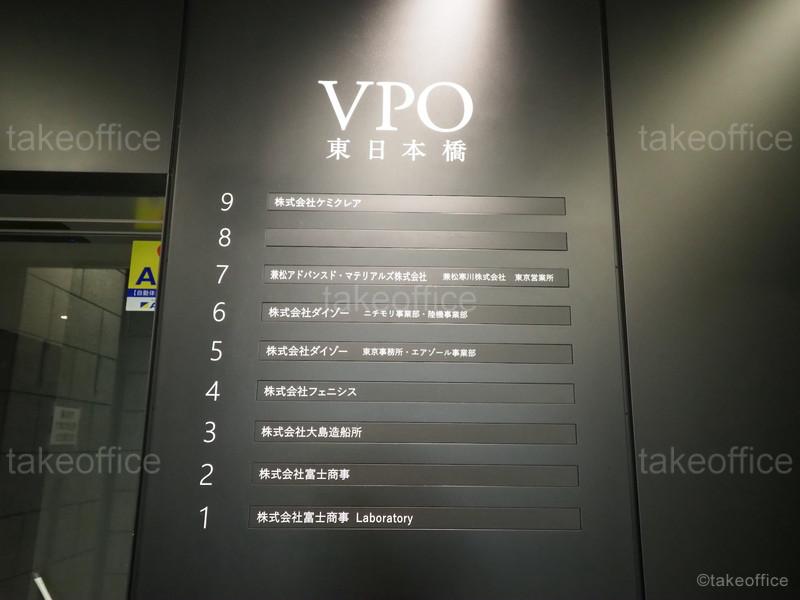 VPO
東日本橋
9 株式会社ケミクレア
8
7 兼松アドバンスド・マテリアルズ株式会社 兼松寒川株式会社 東京営業所
6 株式会社ダイゾー ニチモリ事業部・陸機事業部
5 株式会社ダイゾー 東京事務所・エアゾール事業部
4 株式会社フェニシス
3 株式会社大島造船所
2 株式会社富士商事
1 株式会社富士商事 Laboratory
A
takeoffice
takeoffice
takeoffice
takeoffice
takeoffice
©takeoffice